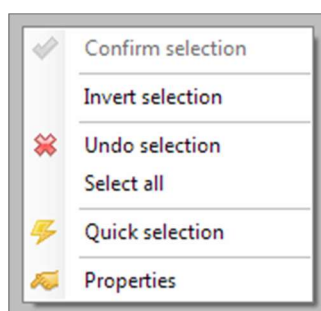 Confirm selection
Invert selection
Undo selection
Select all
Quick selection
Properties